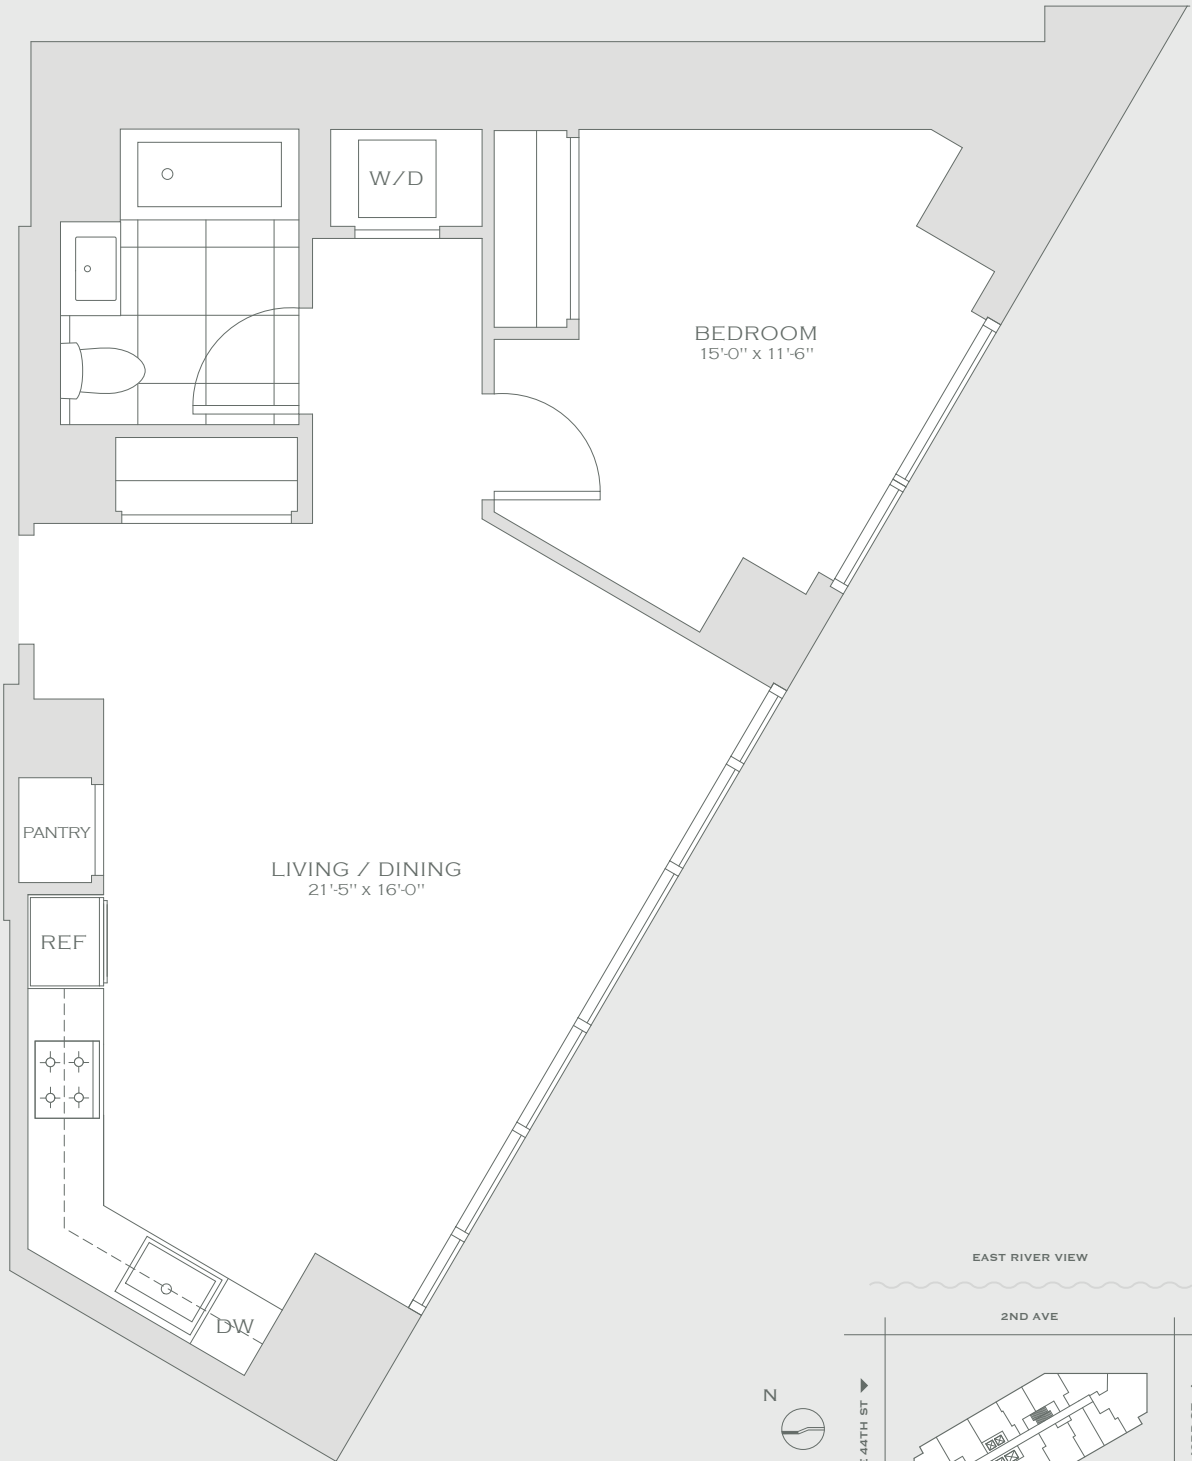 W/D
BEDROOM
15'-0" x 11'-6"
PANTRY
LIVING / DINING
21'-5" x 16'-0"
REF
DW
EAST RIVER VIEW
2ND AVE
N
44TH ST